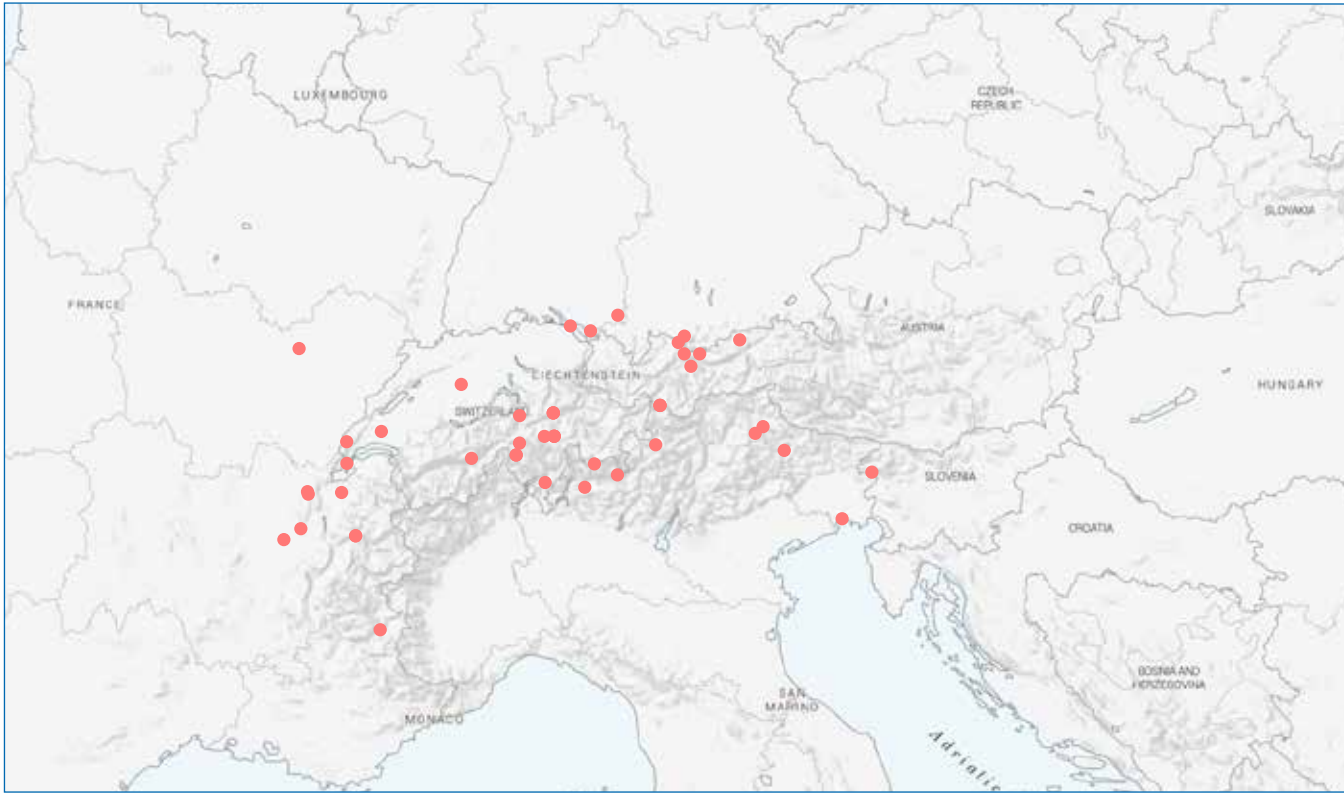 LUXEMBOURG
CZECH
REPUBLIC
SLOVAKIA
FRANCE
AUSTRIA
LIECHTENSTEIN
HUNGARY
SWITZERLAND
SLOVENIA
CROATIA
BOSNIA AND
HERZEGOVINA
SAN
MARINO
MONACO
Adriatic